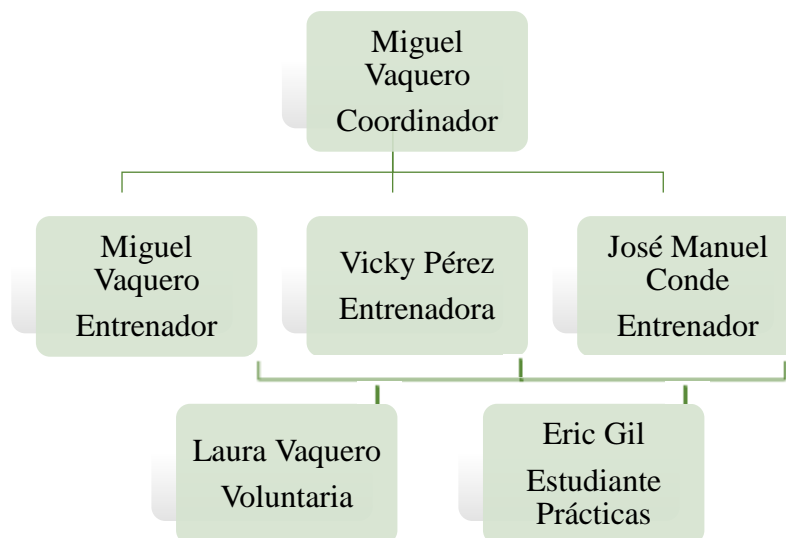 Miguel
Vaquero
Coordinador
Miguel
Vaquero
Entrenador
Vicky Pérez
Entrenadora
José Manuel
Conde
Entrenador
Laura Vaquero
Voluntaria
Eric Gil
Estudiante
Prácticas